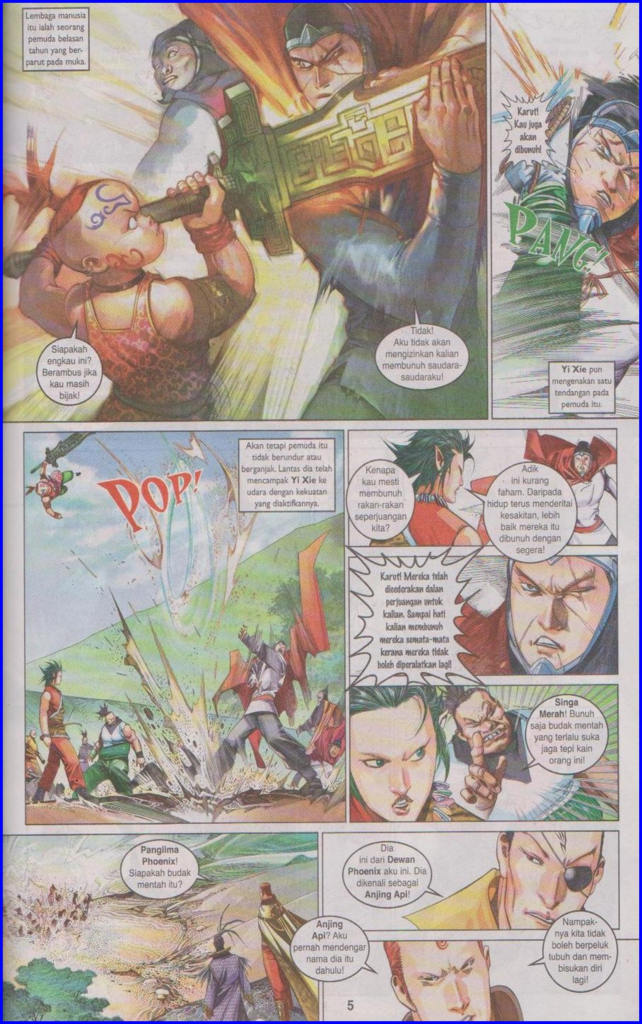 Lembaga manusia
itu ialah seorang
pemuda belasan
tahun yang ber-
parut pada muka.
Siapakah
engkau ini?
Berambus jika
kau masih
bijak!
Tidak!
Aku tidak akan
mengizinkan kalian
membunuh saudara-
saudaraku!
Karut!
Kau juga
akan
dibunuh!
PANG!
Yi Xie pun
mengenakan satu
tendangan pada
pemuda itu.
POP!
Akan tetapi pemuda itu
tidak berundur atau
berganjak. Lantas dia telah
mencampak Yi Xie ke
udara dengan kekuatan
yang diaktifkannya.
Kenapa
kau mesti
membunuh
rakan-rakan
seperjuangan
kita?
Adik
ini kurang
faham. Daripada
hidup terus menderita
kesakitan, lebih
baik mereka itu
dibunuh dengan
segera!
Karut! Mereka telah
dicederakan dalam
perjuangan untuk
kalian. Sampai hati
kalian membunuh
mereka semata-mata
kerana mereka tidak
boleh diperalatkan lagi!
Singa
Merah! Bunuh
saja budak mentah
yang terlalu suka
jaga tepi kain
orang ini!
Panglima
Phoenix!
Siapakah budak
mentah itu?
Dia
ini dari Dewan
Phoenix aku ini. Dia
dikenali sebagai
Anjing Api!
Anjing
Api? Aku
pernah mendengar
nama dia itu
dahulu!
Nampak-
nya kita tidak
boleh berpeluk
tubuh dan mem-
bisukan diri
lagi!
5